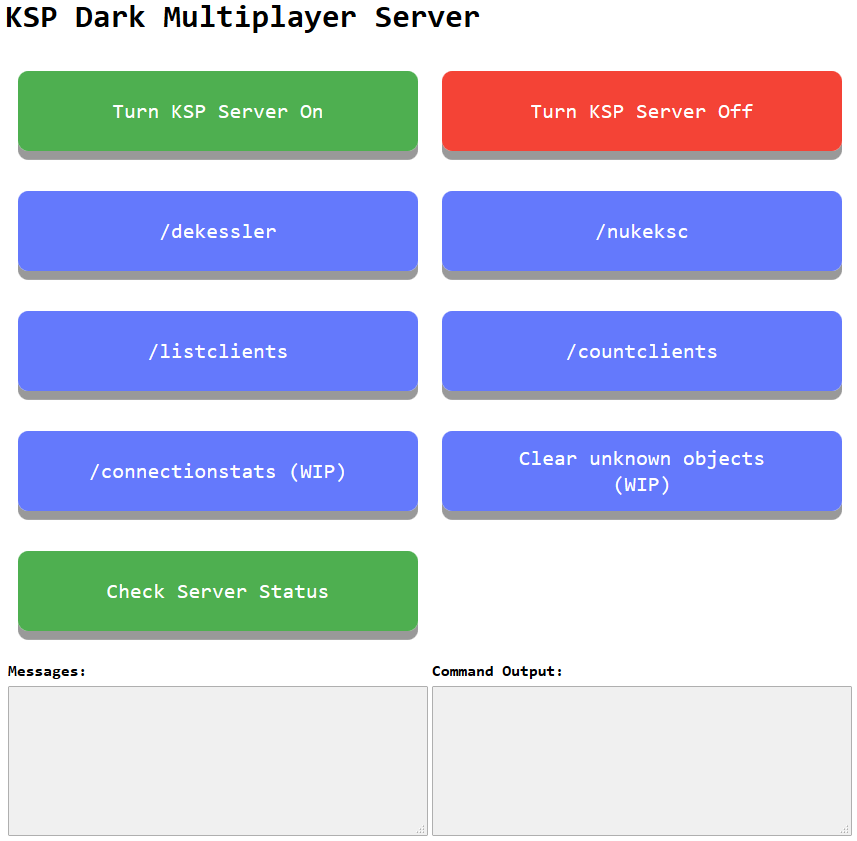 KSP Dark Multiplayer Server
Turn KSP Server On
Turn KSP Server Off
/dekessler
/nukeksc
/listclients
/countclients
/connectionstats (WIP)
Clear unknown objects
(WIP)
Check Server Status
Messages:
Command Output: